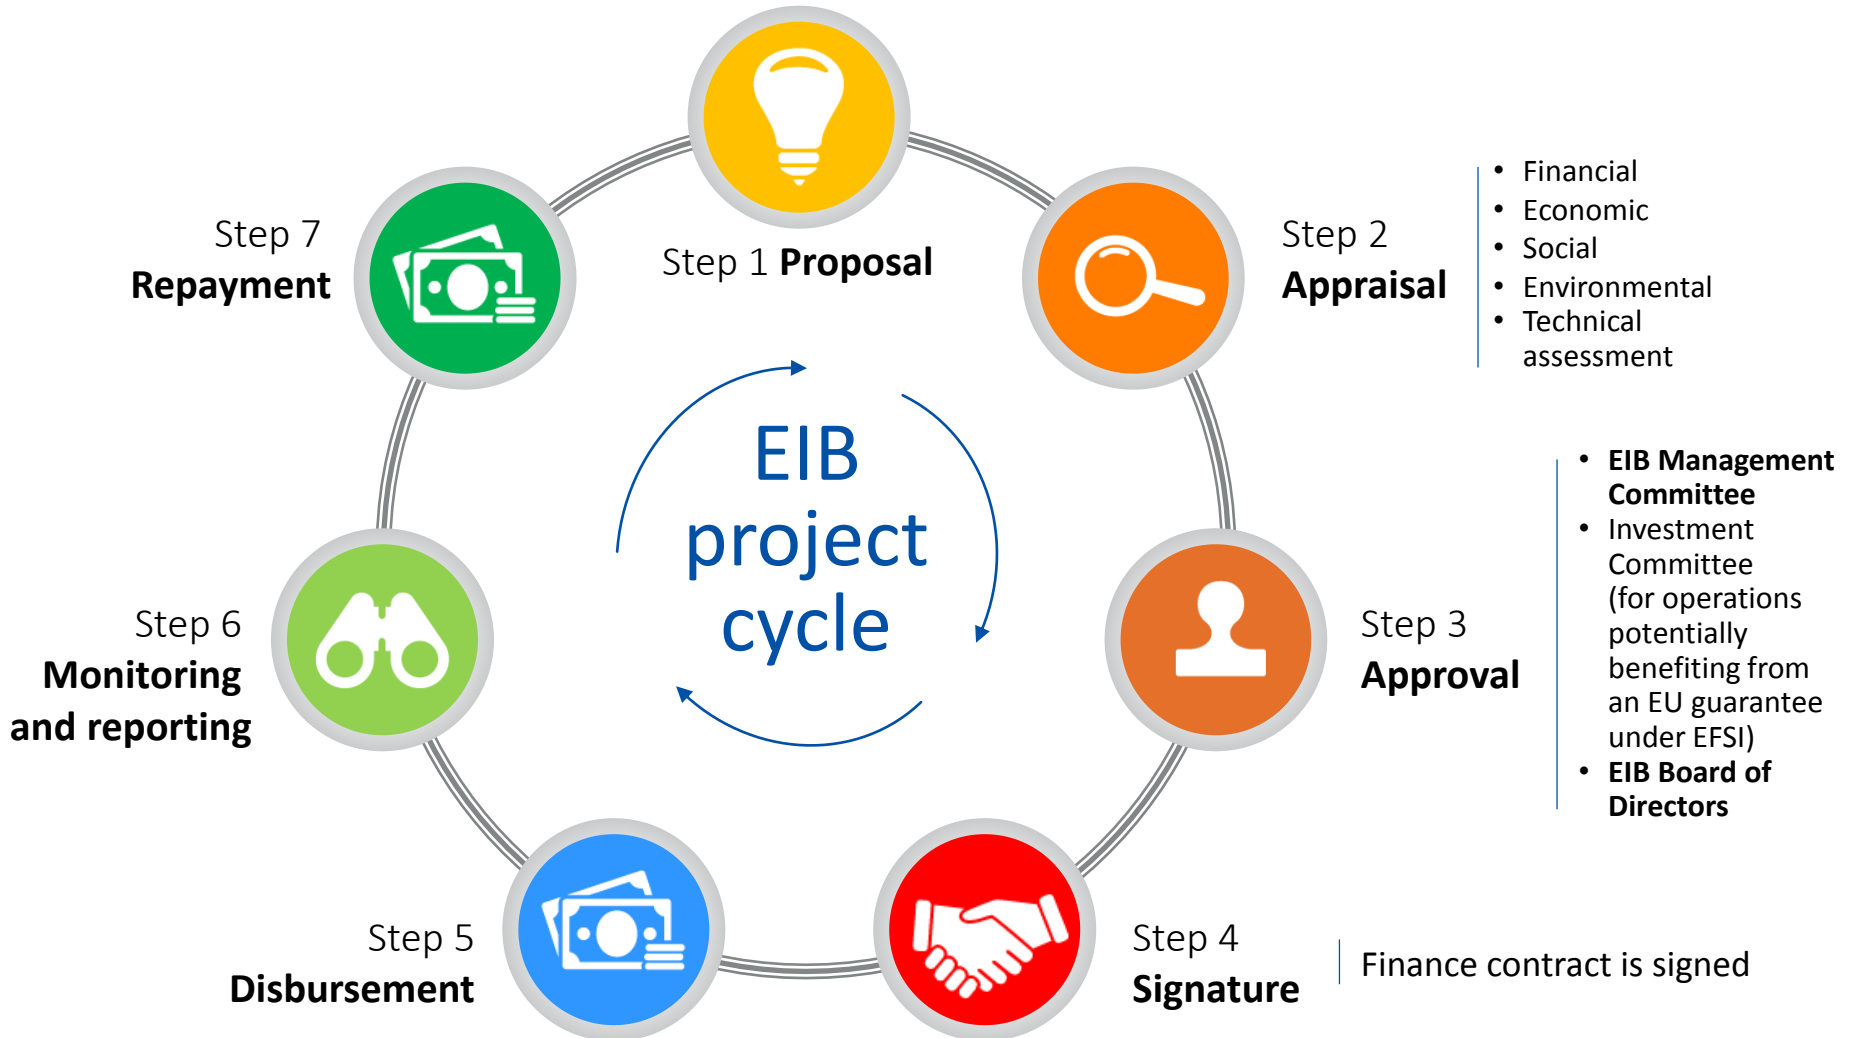 Step 1 Proposal
Step 2
Appraisal
• Financial
• Economic
• Social
• Environmental
• Technical
assessment
Step 3
Approval
• EIB Management
Committee
• Investment
Committee
(for operations
potentially
benefiting from
an EU guarantee
under EFSI)
• EIB Board of
Directors
Step 4
Signature
Finance contract is signed
Step 5
Disbursement
Step 6
Monitoring
and reporting
Step 7
Repayment
EIB
project
cycle